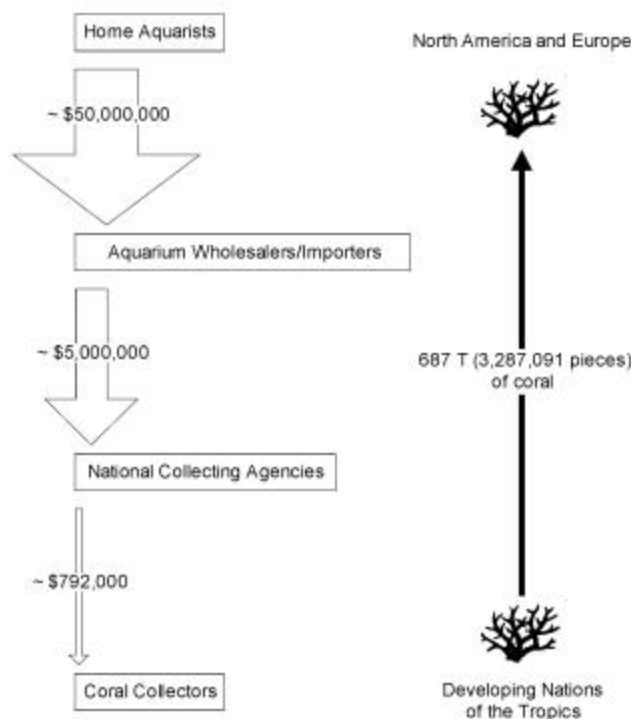 Home Aquarists
~ $50,000,000
Aquarium Wholesalers/Importers
~ $5,000,000
National Collecting Agencies
~ $792,000
Coral Collectors
North America and Europe
687 T (3,287,091 pieces)
of coral
Developing Nations
of the Tropics